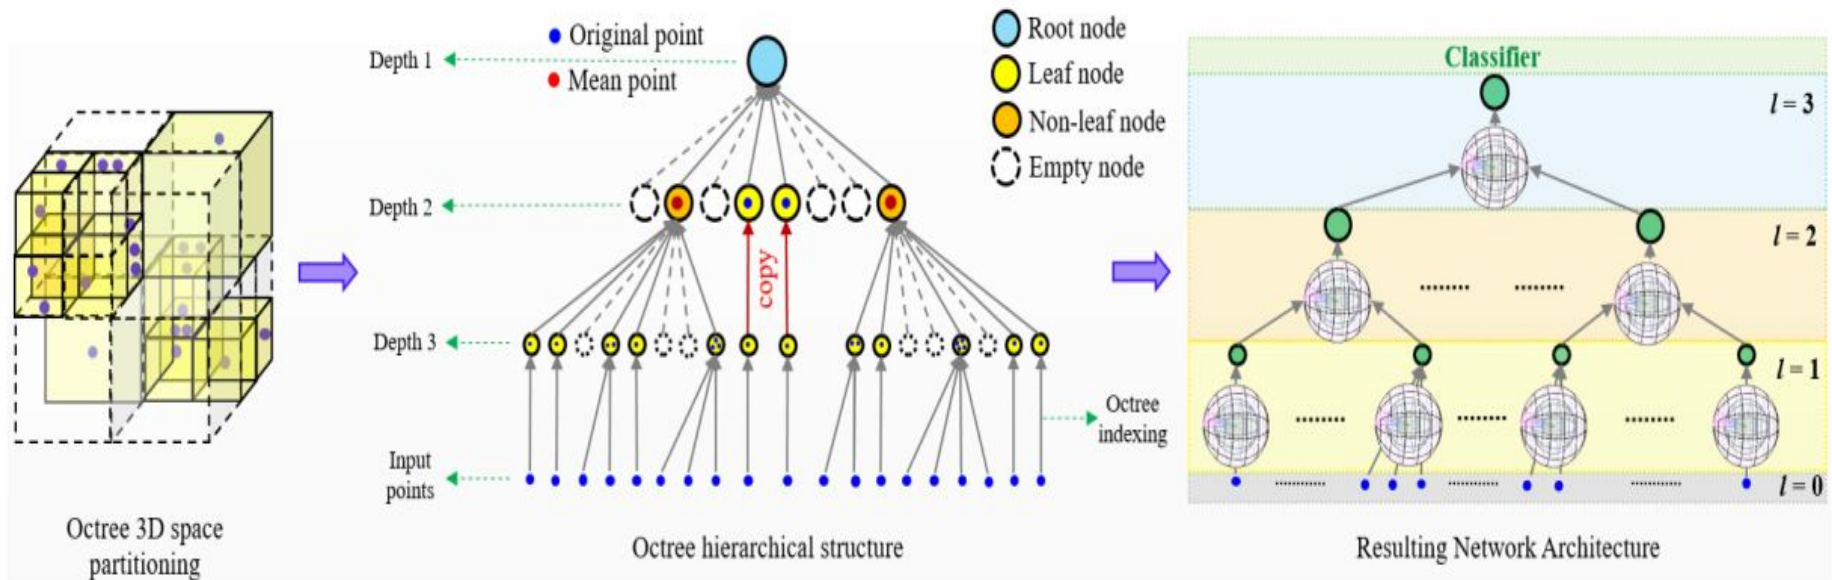 Original point
Mean point
Root node
Leaf node
Non-leaf node
Empty node
Depth 1
Depth 2
Depth 3
copy
Input
points
Octree
indexing
Octree 3D space
partitioning
Octree hierarchical structure
Classifier
l = 3
l = 2
l = 1
l = 0
Resulting Network Architecture